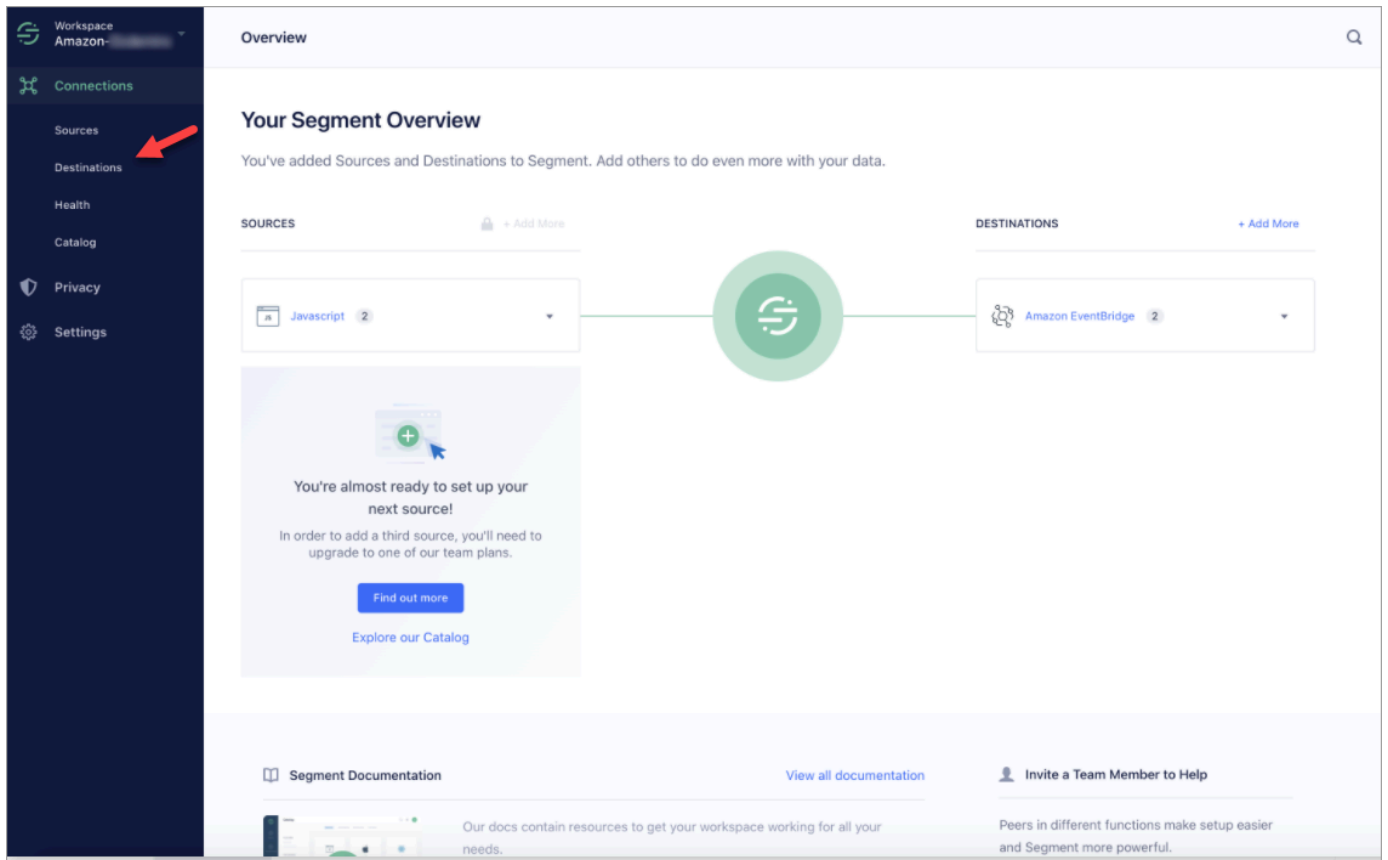 Workspace
Amazon-
Overview
Connections
Sources
Destinations
Health
Catalog
Privacy
Settings
Your Segment Overview
You've added Sources and Destinations to Segment. Add others to do even more with your data.
SOURCES
+ Add More
DESTINATIONS
+ Add More
JS
Javascript 2
Amazon EventBridge 2
You're almost ready to set up your
next source!
In order to add a third source, you'll need to
upgrade to one of our team plans.
Find out more
Explore our Catalog
Segment Documentation
View all documentation
Our docs contain resources to get your workspace working for all your
needs.
Invite a Team Member to Help
Peers in different functions make setup easier
and Segment more powerful.